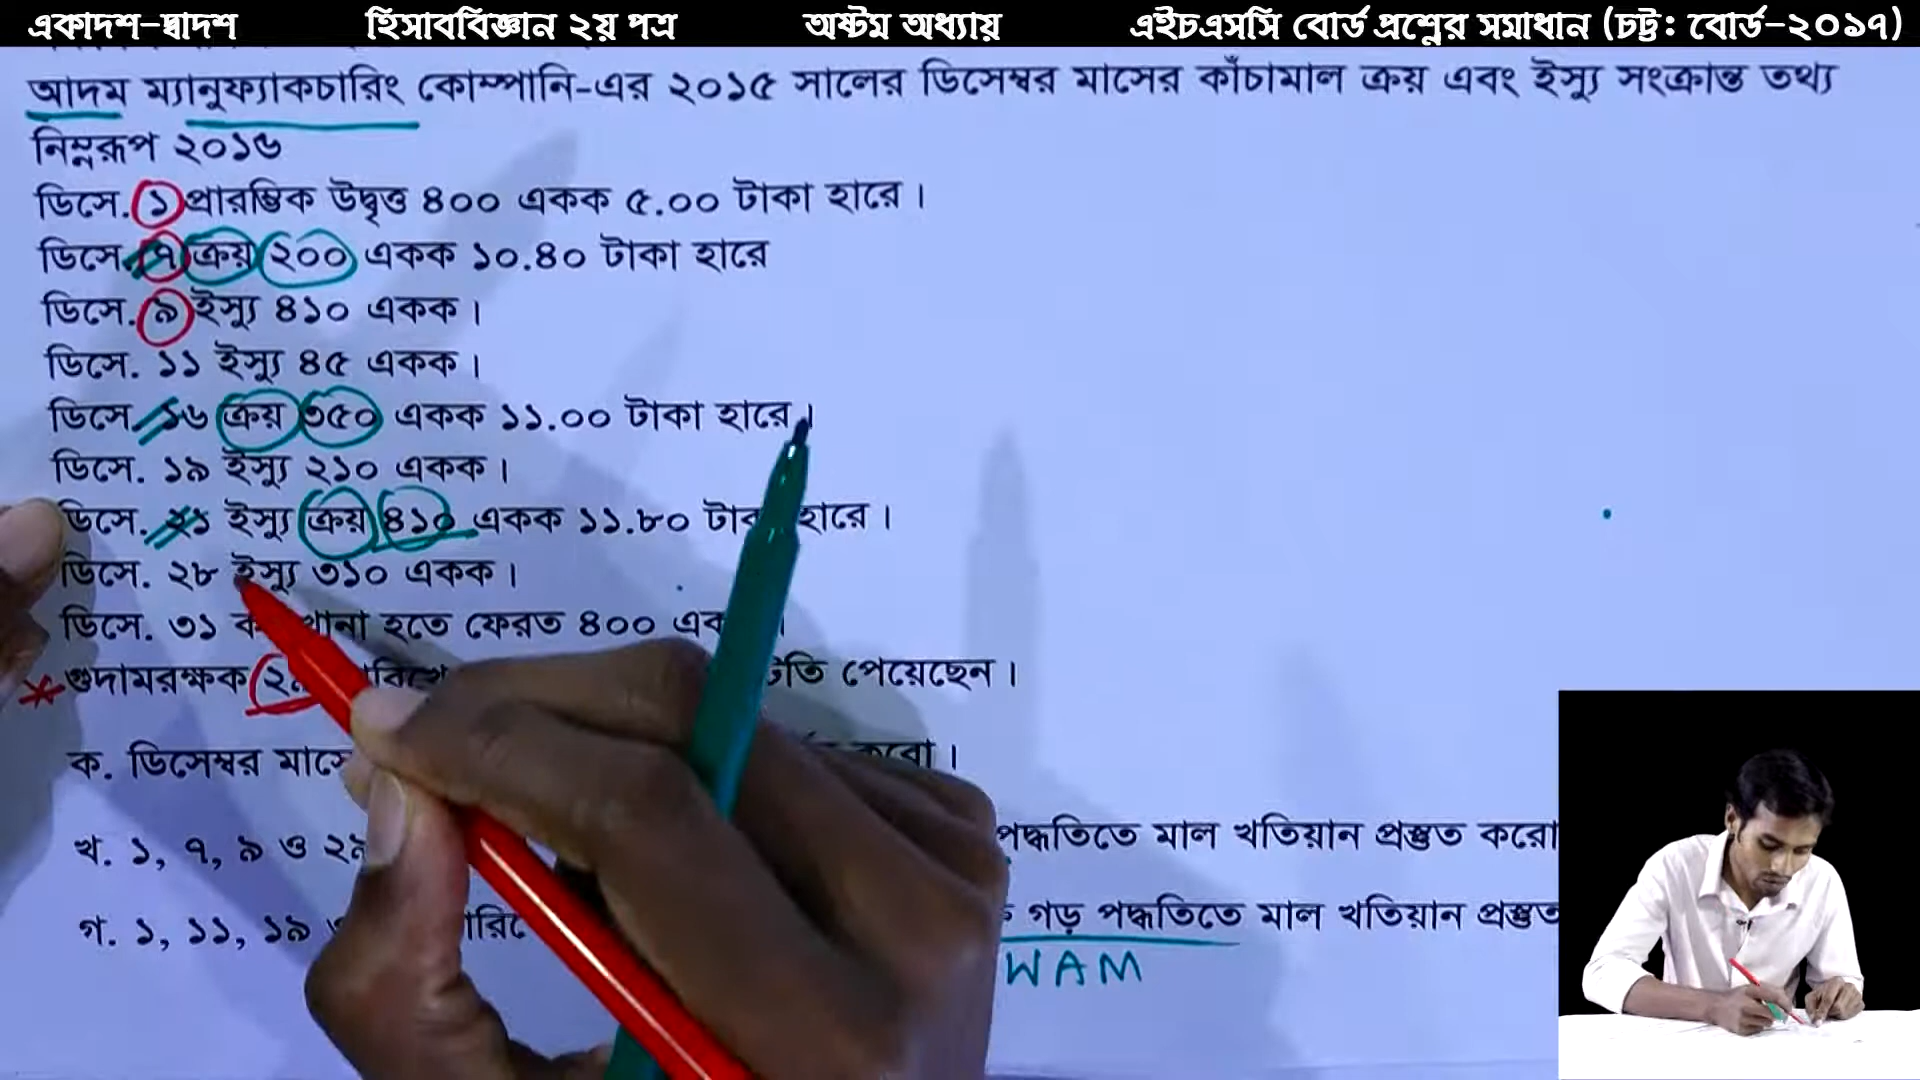 একাদশ-দ্বাদশ হিসাববিজ্ঞান ২য় পত্র অষ্টম অধ্যায় এইচএসসি বোর্ড প্রশ্নের সমাধান (চট্ট: বোর্ড-২০১৭)
আদম ম্যানুফ্যাকচারিং কোম্পানি-এর ২০১৫ সালের ডিসেম্বর মাসের কাঁচামাল ক্রয় এবং ইস্যু সংক্রান্ত তথ্য
নিম্নরূপ ২০১৬
ডিসে. ১ প্রারম্ভিক উদ্বৃত্ত ৪০০ একক ৫.০০ টাকা হারে।
ডিসে. ৭ ক্রয় ২০০ একক ১০.৪০ টাকা হারে
ডিসে. ৯ ইস্যু ৪১০ একক।
ডিসে. ১১ ইস্যু ৪৫ একক।
ডিসে. ১৬ ক্রয় ৩৫০ একক ১১.০০ টাকা হারে।
ডিসে. ১৯ ইস্যু ২১০ একক।
ডিসে. ২১ ইস্যু ক্রয় ৪১০ একক ১১.৮০ হারে।
ডিসে. ২৮ ইস্যু ৩১০ একক।
ডিসে. ৩১ হতে ফেরত ৪০০
গুদামরক্ষক পেয়েছেন।
ক. ডিসেম্বর
খ. ১, ৭, ৯ ও পদ্ধতিতে মাল খতিয়ান প্রস্তুত করো
গ. ১, ১১, ১৯ গড় পদ্ধতিতে মাল খতিয়ান প্রস্তুত
WAM